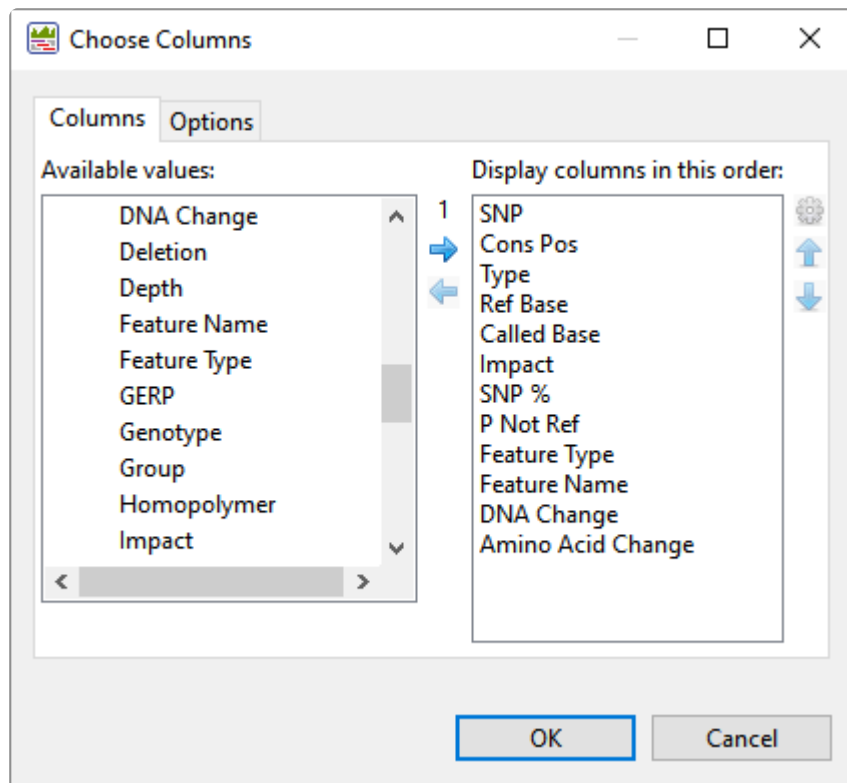 Choose Columns
Columns
Options
Available values:
DNA Change
Deletion
Depth
Feature Name
Feature Type
GERP
Genotype
Group
Homopolymer
Impact
1
Display columns in this order:
SNP
Cons Pos
Type
Ref Base
Called Base
Impact
SNP %
P Not Ref
Feature Type
Feature Name
DNA Change
Amino Acid Change
OK
Cancel